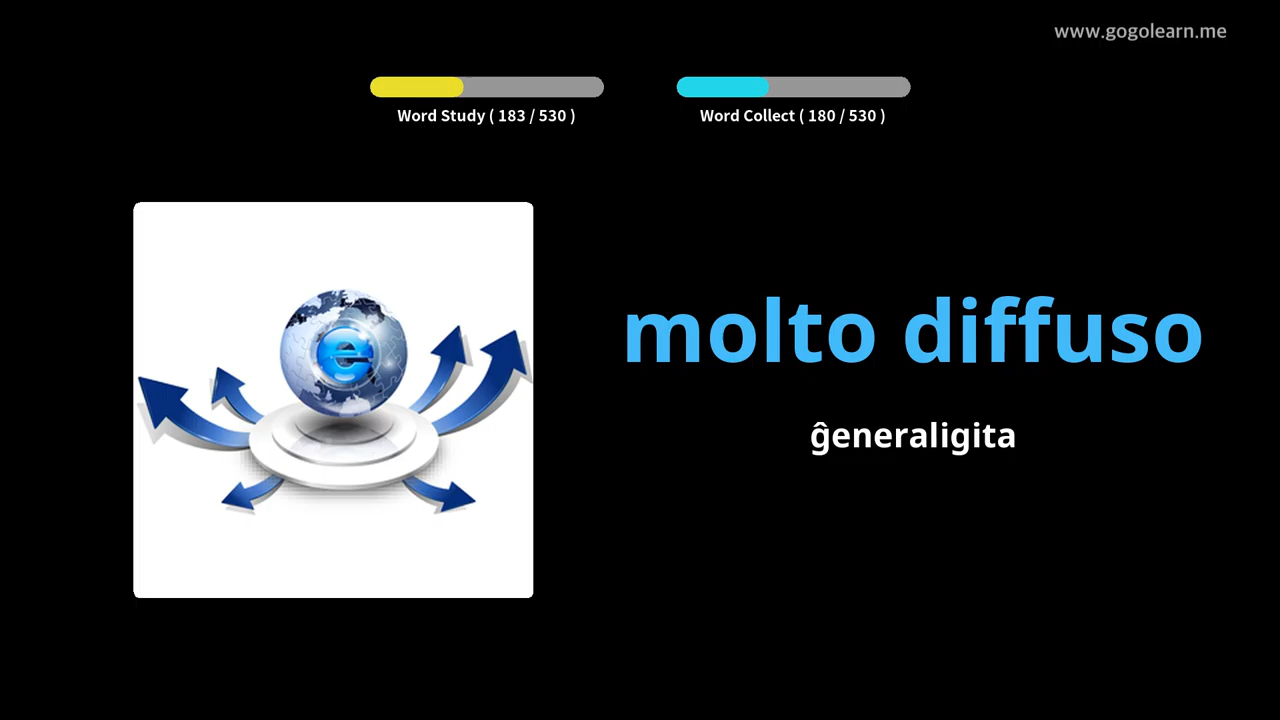 www.gogolearn.me
Word Study ( 183 / 530 )
Word Collect ( 180 / 530 )
e
molto diffuso
ĝeneraligita